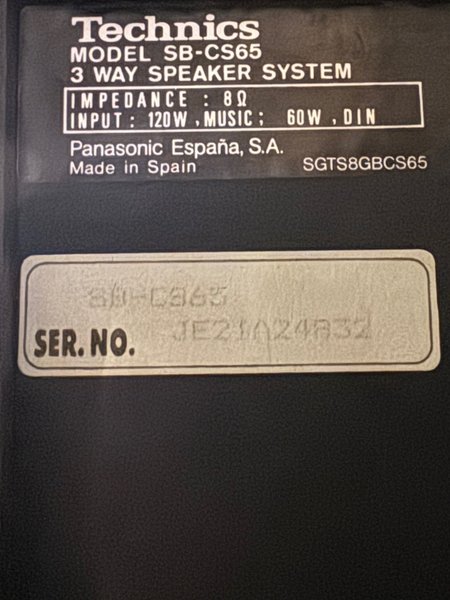 Technics
MODEL SB-CS65
3 WAY SPEAKER SYSTEM
IMPEDANCE : 8Ω
INPUT: 120W , MUSIC; 60W , DIN
Panasonic España, S.A.
Made in Spain SGTS8GBCS65
SB-CS65
SER. NO. JE21A24832